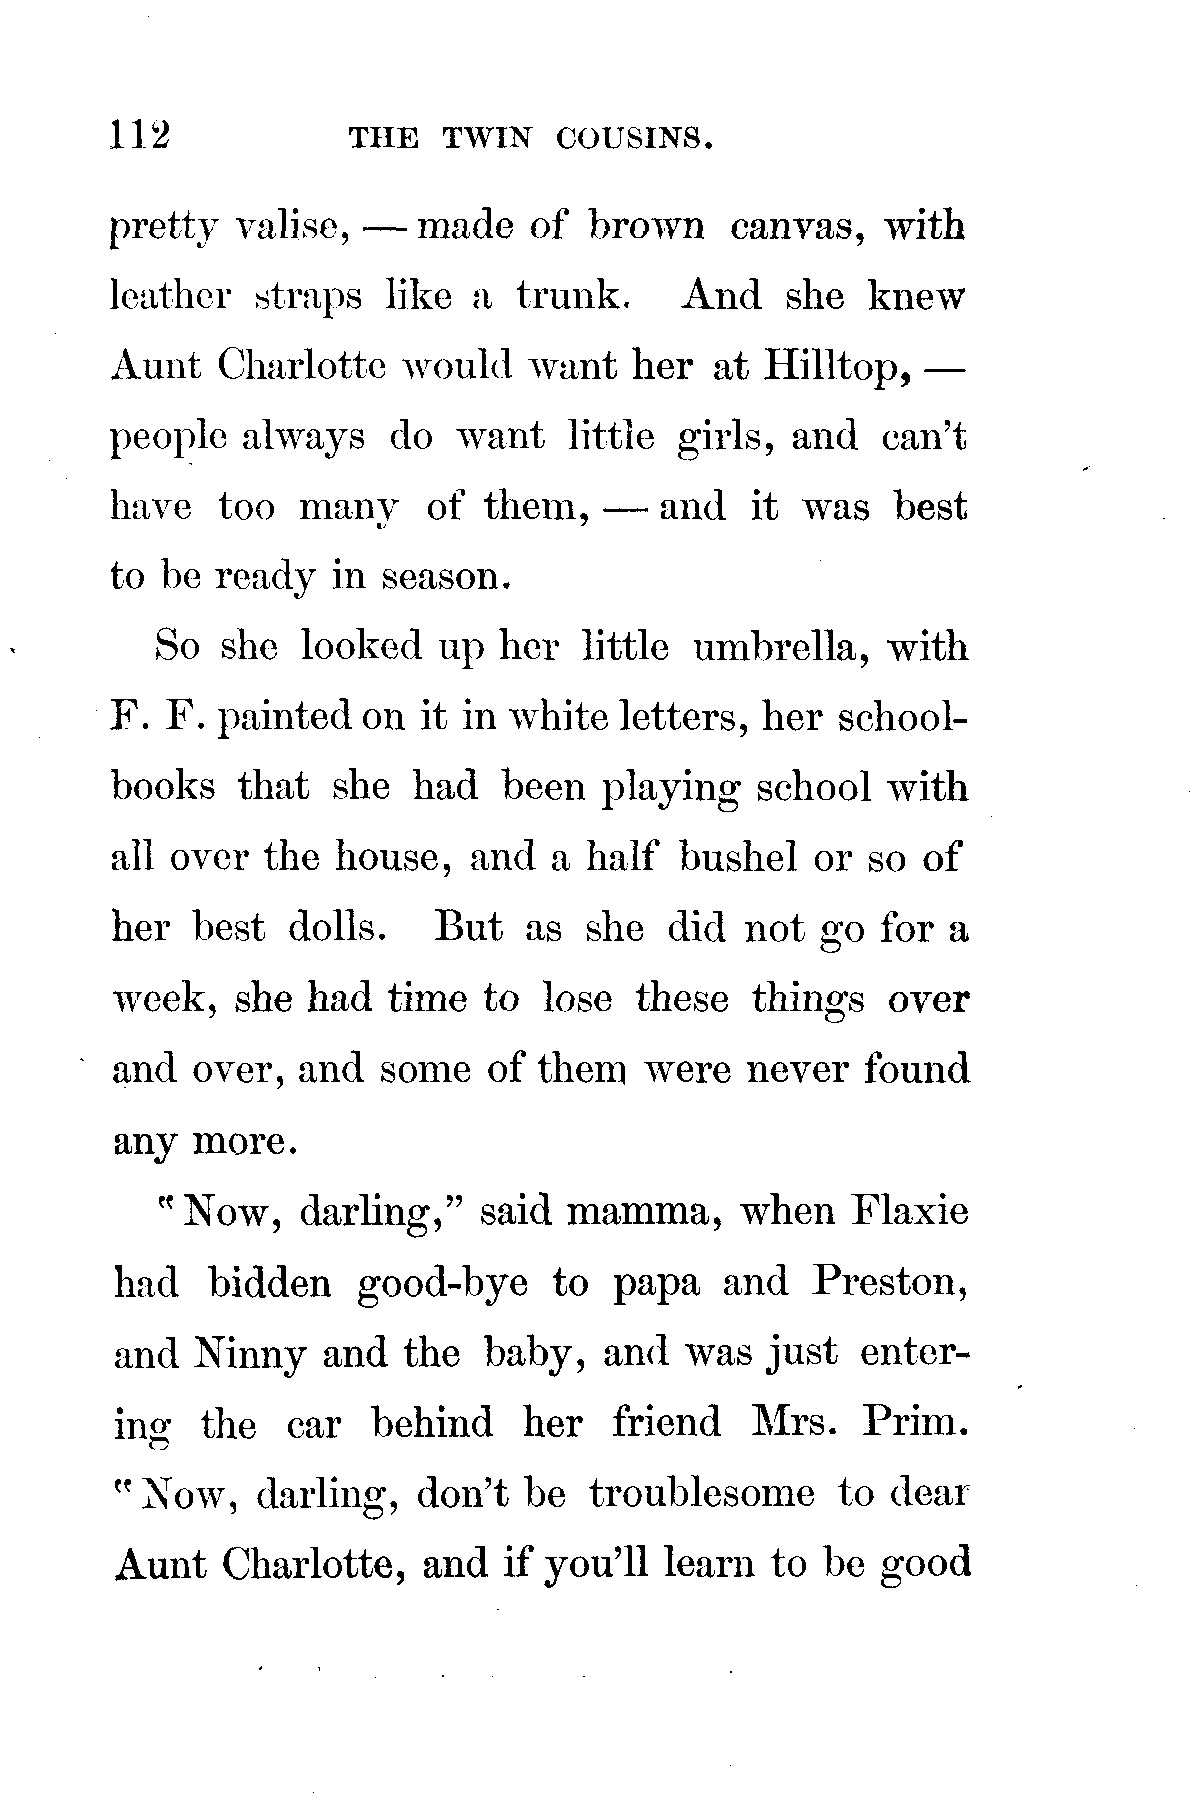 112 THE TWIN COUSINS.
pretty valise, — made of brown canvas, with
leather straps like a trunk. And she knew
Aunt Charlotte would want her at Hilltop, —
people always do want little girls, and can't
have too many of them, — and it was best
to be ready in season.
So she looked up her little umbrella, with
F. F. painted on it in white letters, her school-
books that she had been playing school with
all over the house, and a half bushel or so of
her best dolls. But as she did not go for a
week, she had time to lose these things over
and over, and some of them were never found
any more.
"Now, darling," said mamma, when Flaxie
had bidden good-bye to papa and Preston,
and Ninny and the baby, and was just enter-
ing the car behind her friend Mrs. Prim.
"Now, darling, don't be troublesome to dear
Aunt Charlotte, and if you'll learn to be good